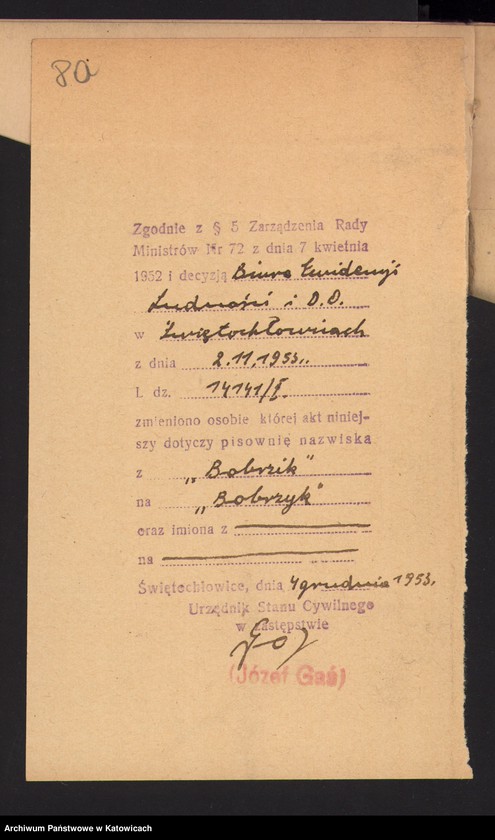 80
Zgodnie z § 5 Zarządzenia Rady
Ministrów Nr 72 z dnia 7 kwietnia
1952 i decyzją Biura Ewidencji
Ludności i D.O.
w Świętochłowicach
z dnia 2.11.1953..
l. dz. 14141/I.
zmieniono osobie której akt niniej-
szy dotyczy pisownię nazwiska
z „Bobrzik"
na „Bobrzyk"
oraz imiona z
na
Świętochłowice, dnia 4 grudnia 1953.
Urzędnik Stanu Cywilnego
w zastępstwie
(Józef Gaś)
Archiwum Państwowe w Katowicach